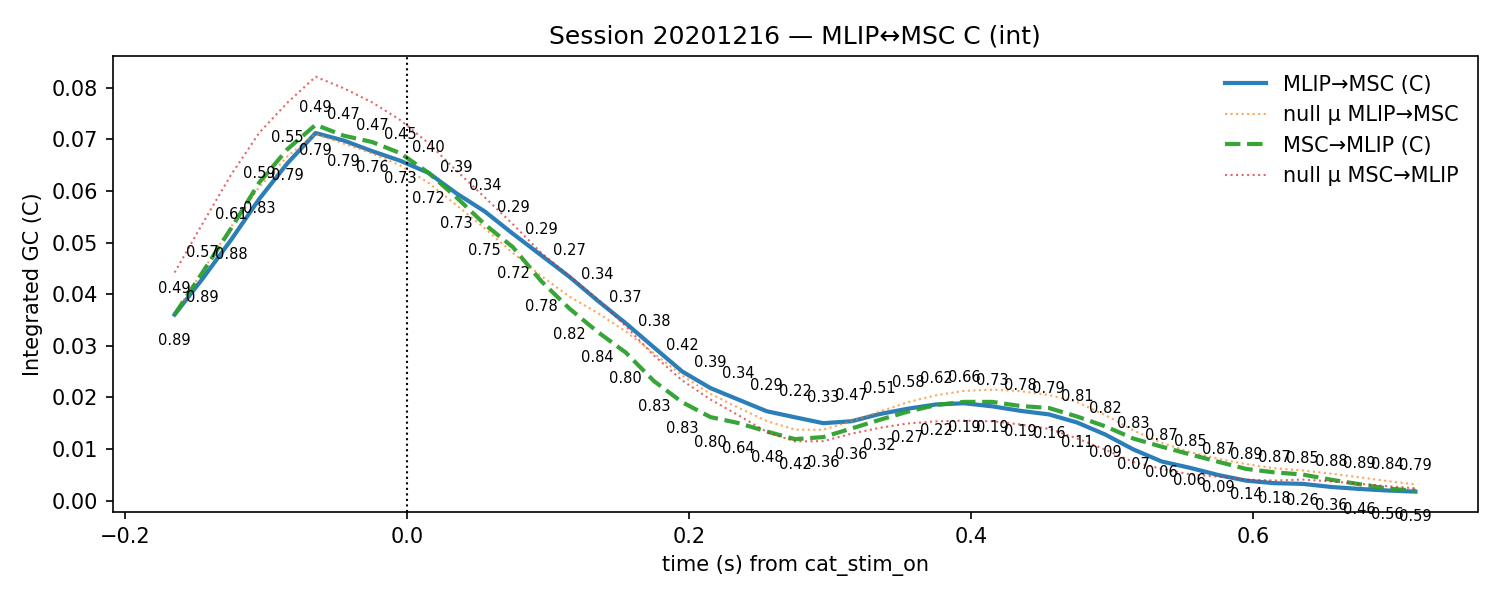 Session 20201216 — MLIP↔MSC C (int)
MLIP→MSC (C)
null μ MLIP→MSC
MSC→MLIP (C)
null μ MSC→MLIP
Integrated GC (C)
0.08
0.07
0.06
0.05
0.04
0.03
0.02
0.01
0.00
0.49 0.57 0.61 0.59 0.55 0.49 0.47 0.47 0.45 0.40 0.39 0.34 0.29 0.29 0.27 0.34 0.37 0.38 0.42 0.39 0.34 0.29 0.22 0.33 0.47 0.51 0.58 0.62 0.66 0.73 0.78 0.79 0.81 0.82 0.83 0.87 0.85 0.87 0.89 0.87 0.85 0.88 0.89 0.84 0.79
0.89 0.89 0.88 0.83 0.79 0.79 0.79 0.76 0.73 0.72 0.73 0.75 0.72 0.78 0.82 0.84 0.80 0.83 0.83 0.80 0.64 0.48 0.42 0.36 0.36 0.32 0.27 0.22 0.19 0.19 0.19 0.16 0.11 0.09 0.07 0.06 0.06 0.09 0.14 0.18 0.26 0.36 0.46 0.56 0.59
−0.2 0.0 0.2 0.4 0.6
time (s) from cat_stim_on